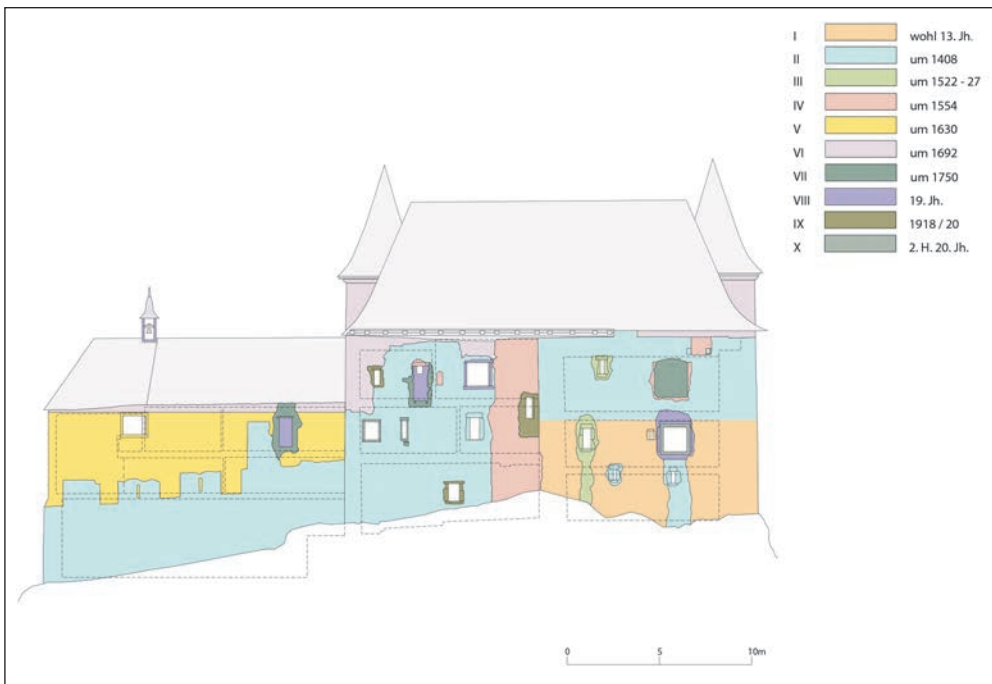 I wohl 13. Jh.
II um 1408
III um 1522 - 27
IV um 1554
V um 1630
VI um 1692
VII um 1750
VIII 19. Jh.
IX 1918 / 20
X 2. H. 20. Jh.
0 5 10m